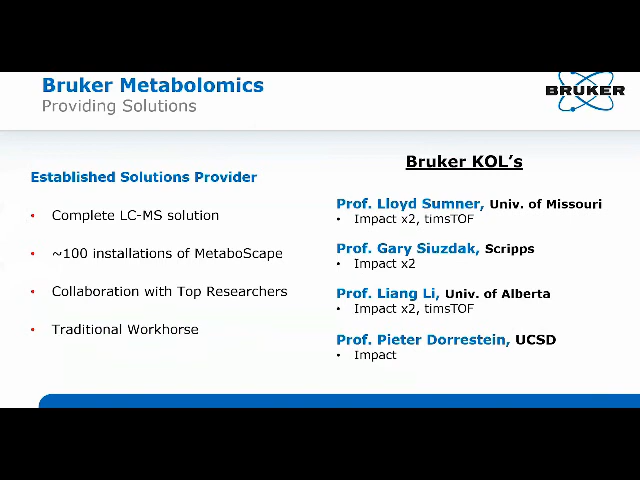 Bruker Metabolomics
Providing Solutions
BRUKER
Established Solutions Provider
• Complete LC-MS solution
• ~100 installations of MetaboScape
• Collaboration with Top Researchers
• Traditional Workhorse
Bruker KOL’s
Prof. Lloyd Sumner, Univ. of Missouri
• Impact x2, timsTOF
Prof. Gary Siuzdak, Scripps
• Impact x2
Prof. Liang Li, Univ. of Alberta
• Impact x2, timsTOF
Prof. Pieter Dorrestein, UCSD
• Impact